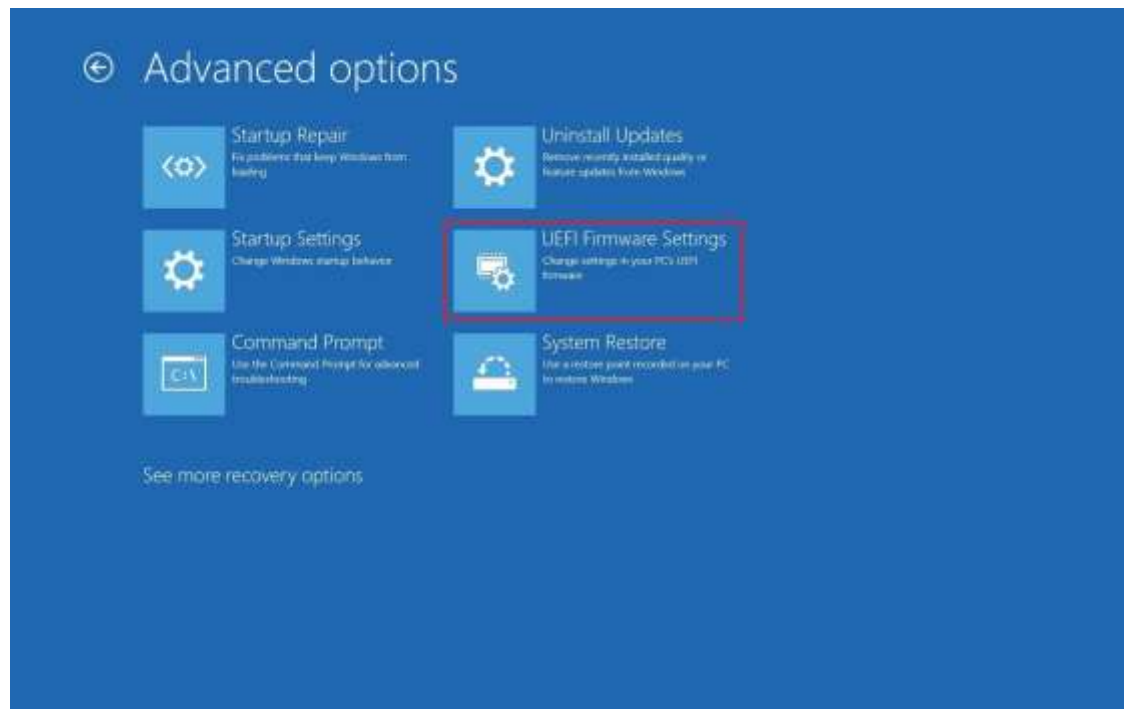 Advanced options
Startup Repair
Fix problems that keep Windows from
loading
Uninstall Updates
Remove recently installed quality or
feature updates from Windows
Startup Settings
Change Windows startup behavior
UEFI Firmware Settings
Change settings in your PC's UEFI
firmware
Command Prompt
Use the Command Prompt for advanced
troubleshooting
C:\
System Restore
Use a restore point recorded on your PC
to restore Windows
See more recovery options